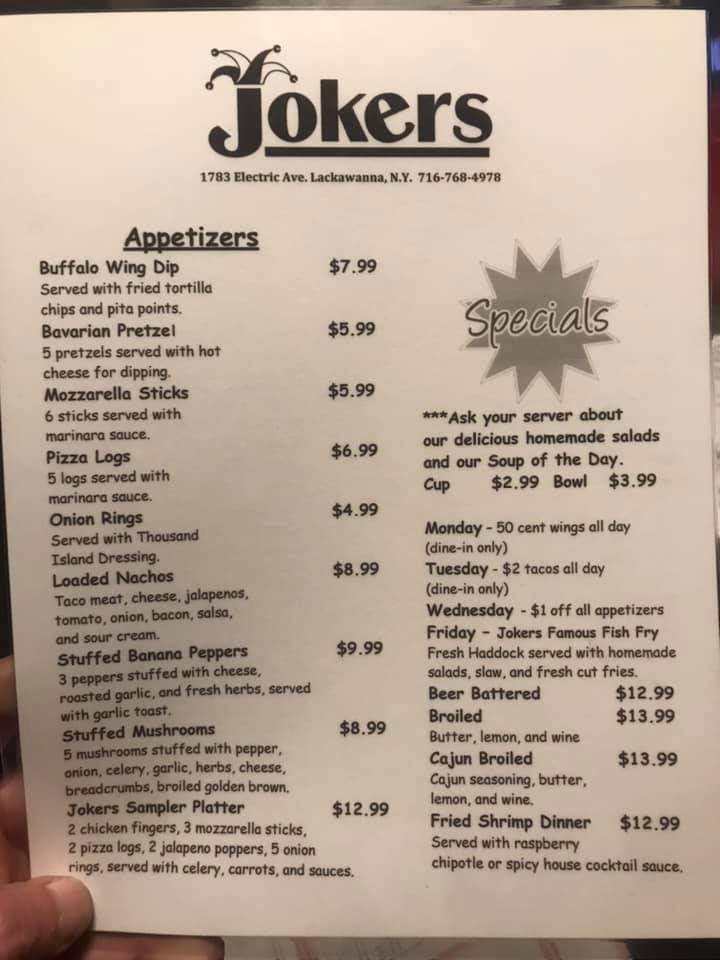 Jokers
1783 Electric Ave. Lackawanna, N.Y. 716-768-4978
Appetizers
Buffalo Wing Dip $7.99
Served with fried tortilla
chips and pita points.
Bavarian Pretzel $5.99
5 pretzels served with hot
cheese for dipping.
Mozzarella Sticks $5.99
6 sticks served with
marinara sauce.
Pizza Logs $6.99
5 logs served with
marinara sauce.
Onion Rings $4.99
Served with Thousand
Island Dressing.
Loaded Nachos $8.99
Taco meat, cheese, jalapenos,
tomato, onion, bacon, salsa,
and sour cream.
Stuffed Banana Peppers $9.99
3 peppers stuffed with cheese,
roasted garlic, and fresh herbs, served
with garlic toast.
Stuffed Mushrooms $8.99
5 mushrooms stuffed with pepper,
onion, celery, garlic, herbs, cheese,
breadcrumbs, broiled golden brown.
Jokers Sampler Platter $12.99
2 chicken fingers, 3 mozzarella sticks,
2 pizza logs, 2 jalapeno poppers, 5 onion
rings, served with celery, carrots, and sauces.
Specials
***Ask your server about
our delicious homemade salads
and our Soup of the Day.
Cup $2.99 Bowl $3.99
Monday - 50 cent wings all day
(dine-in only)
Tuesday - $2 tacos all day
(dine-in only)
Wednesday - $1 off all appetizers
Friday - Jokers Famous Fish Fry
Fresh Haddock served with homemade
salads, slaw, and fresh cut fries.
Beer Battered $12.99
Broiled $13.99
Butter, lemon, and wine
Cajun Broiled $13.99
Cajun seasoning, butter,
lemon, and wine.
Fried Shrimp Dinner $12.99
Served with raspberry
chipotle or spicy house cocktail sauce.